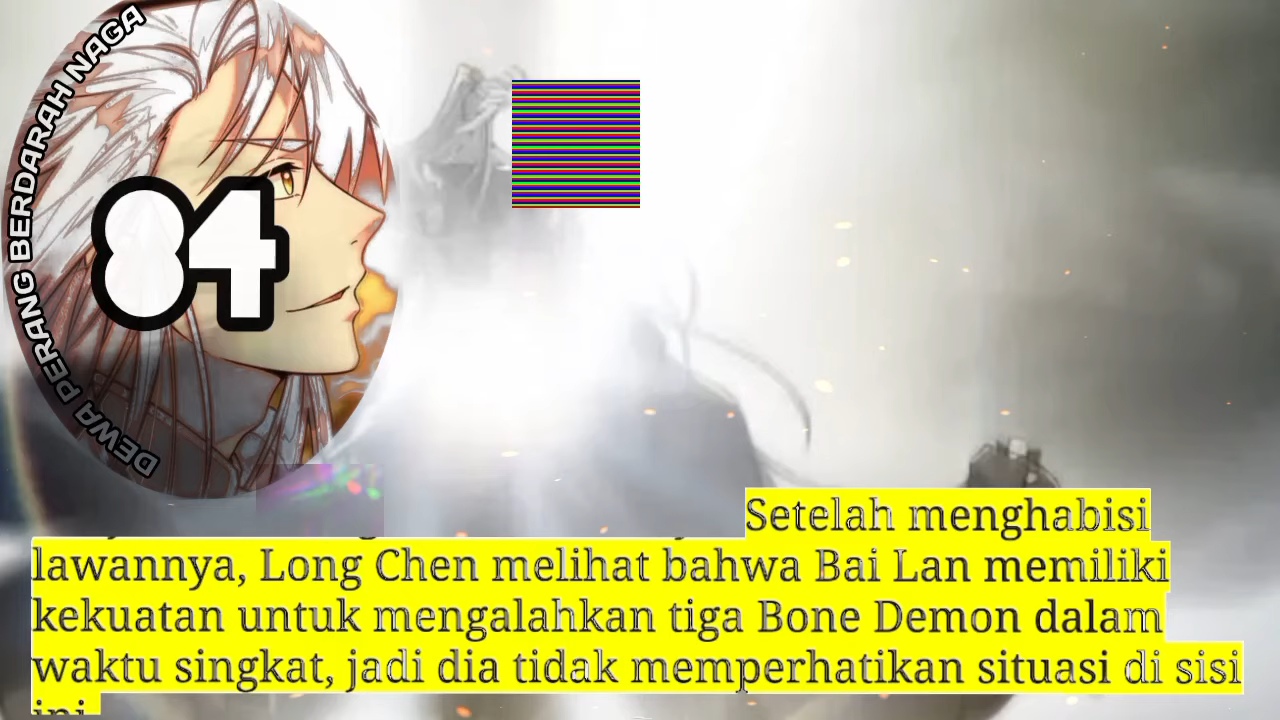 DEWA PERANG BERDARAH NAGA
84
Setelah menghabisi
lawannya, Long Chen melihat bahwa Bai Lan memiliki
kekuatan untuk mengalahkan tiga Bone Demon dalam
waktu singkat, jadi dia tidak memperhatikan situasi di sisi
ini.